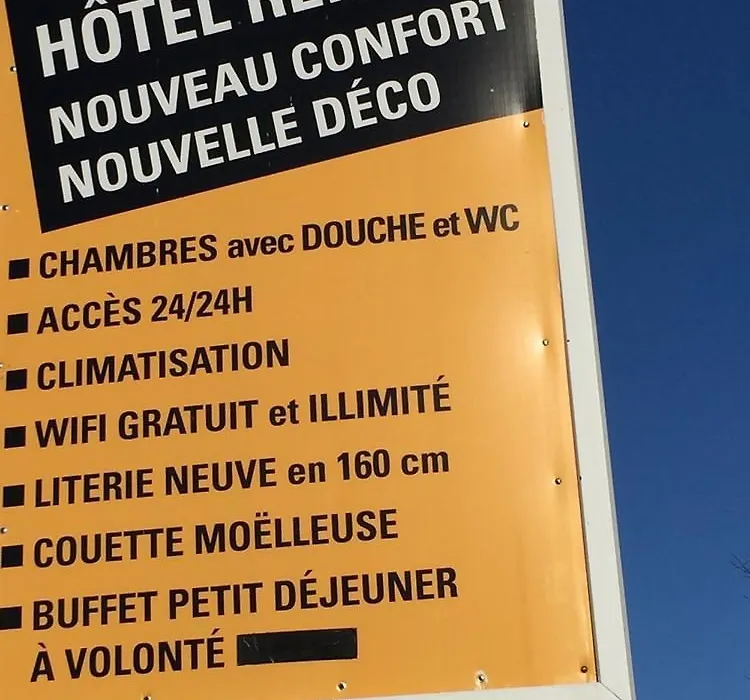 HÔTEL
NOUVEAU CONFORT
NOUVELLE DÉCO
■ CHAMBRES avec DOUCHE et WC
■ ACCÈS 24/24H
■ CLIMATISATION
■ WIFI GRATUIT et ILLIMITÉ
■ LITERIE NEUVE en 160 cm
■ COUETTE MOËLLEUSE
■ BUFFET PETIT DÉJEUNER
À VOLONTÉ